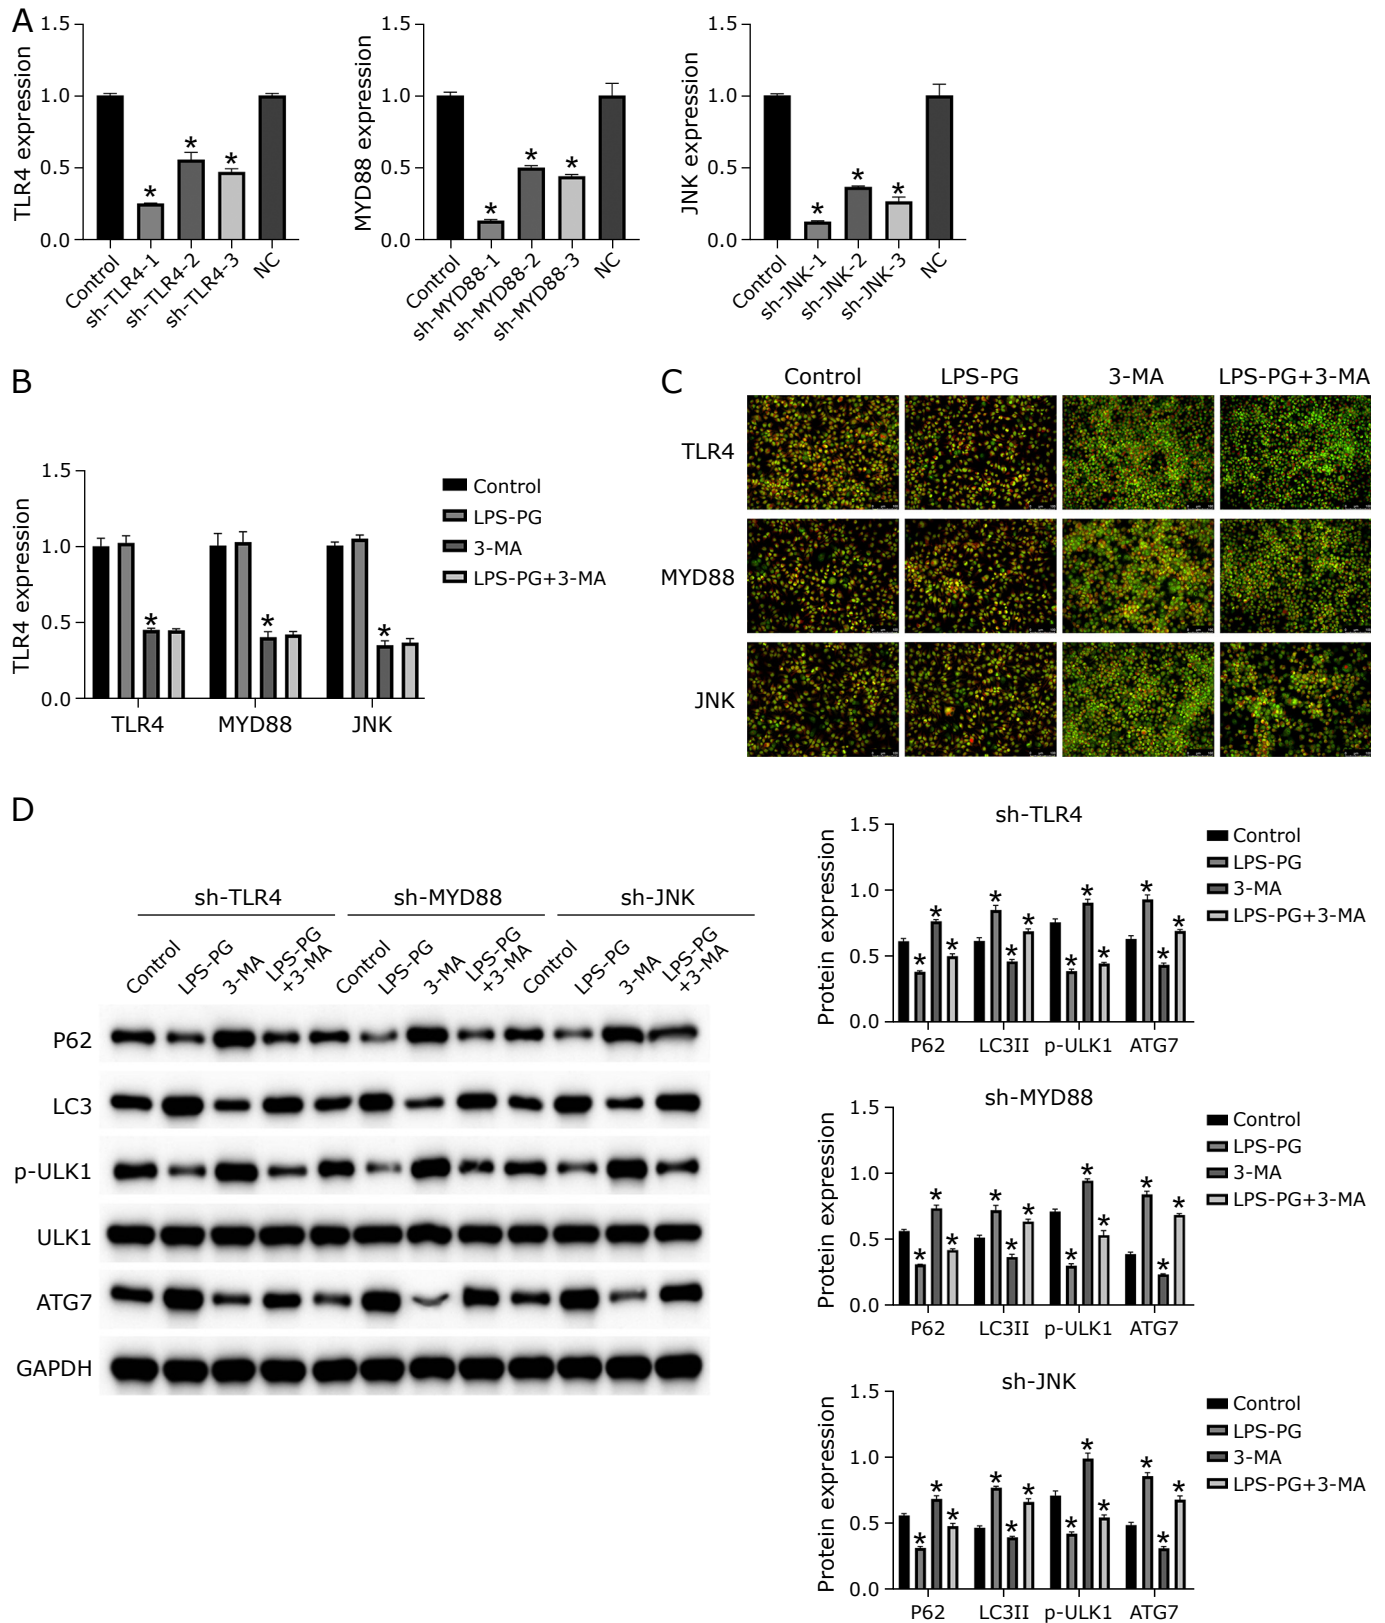 A
TLR4 expression
1.5
1.0
0.5
0.0
*
*
*
Control
sh-TLR4-1
sh-TLR4-2
sh-TLR4-3
NC
MYD88 expression
1.5
1.0
0.5
0.0
*
*
*
Control
sh-MYD88-1
sh-MYD88-2
sh-MYD88-3
NC
JNK expression
1.5
1.0
0.5
0.0
*
*
*
Control
sh-JNK-1
sh-JNK-2
sh-JNK-3
NC
B
TLR4 expression
1.5
1.0
0.5
0.0
*
*
*
TLR4 MYD88 JNK
Control
LPS-PG
3-MA
LPS-PG+3-MA
C
Control LPS-PG 3-MA LPS-PG+3-MA
TLR4
MYD88
JNK
D
sh-TLR4 sh-MYD88 sh-JNK
Control LPS-PG 3-MA LPS-PG +3-MA Control LPS-PG 3-MA LPS-PG +3-MA Control LPS-PG 3-MA LPS-PG +3-MA
P62
LC3
p-ULK1
ULK1
ATG7
GAPDH
sh-TLR4
Protein expression
1.5
1.0
0.5
0.0
* * * * * * * * * * * *
P62 LC3II p-ULK1 ATG7
Control
LPS-PG
3-MA
LPS-PG+3-MA
sh-MYD88
Protein expression
1.5
1.0
0.5
0.0
* * * * * * * * * * * *
P62 LC3II p-ULK1 ATG7
Control
LPS-PG
3-MA
LPS-PG+3-MA
sh-JNK
Protein expression
1.5
1.0
0.5
0.0
* * * * * * * * * * * *
P62 LC3II p-ULK1 ATG7
Control
LPS-PG
3-MA
LPS-PG+3-MA